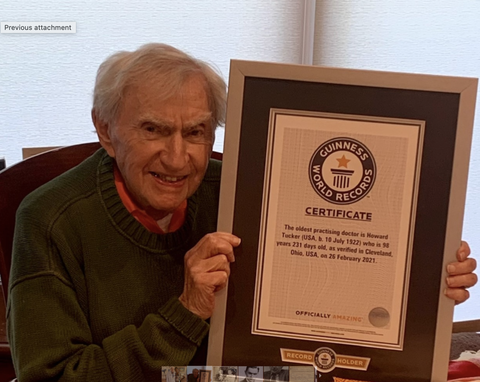 Previous attachment
GUINNESS
WORLD RECORDS
CERTIFICATE
The oldest practising doctor is Howard
Tucker (USA, b. 10 July 1922) who is 98
years 231 days old, as verified in Cleveland,
Ohio, USA, on 26 February 2021.
OFFICIALLY AMAZING
RECORD HOLDER